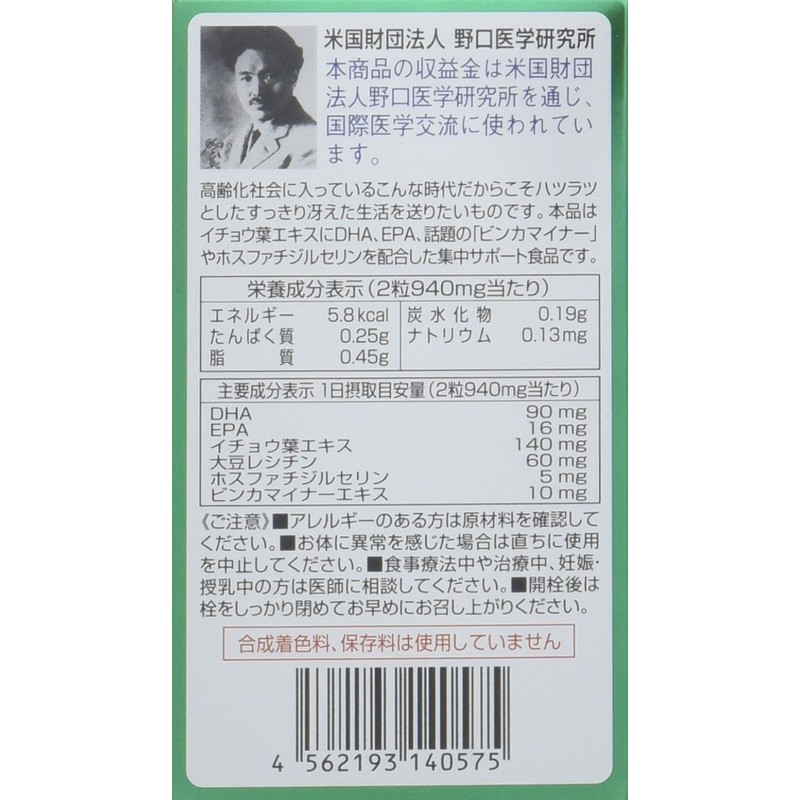 米国財団法人 野口医学研究所
本商品の収益金は米国財団
法人野口医学研究所を通じ、
国際医学交流に使われてい
ます。
高齢化社会に入っているこんな時代だからこそハツラツ
としたすっきり冴えた生活を送りたいものです。本品は
イチョウ葉エキスにDHA、EPA、話題の「ビンカマイナー」
やホスファチジルセリンを配合した集中サポート食品です。
栄養成分表示(2粒940mg当たり)
エネルギー 5.8kcal 炭水化物 0.19g
たんぱく質 0.25g ナトリウム 0.13mg
脂質 0.45g
主要成分表示 1日摂取目安量(2粒940mg当たり)
DHA 90 mg
EPA 16 mg
イチョウ葉エキス 140 mg
大豆レシチン 60 mg
ホスファチジルセリン 5 mg
ビンカマイナーエキス 10 mg
《ご注意》■アレルギーのある方は原材料を確認して
ください。■お体に異常を感じた場合は直ちに使用
を中止してください。■食事療法中や治療中、妊娠・
授乳中の方は医師に相談してください。■開栓後は
栓をしっかり閉めてお早めにお召し上がりください。
合成着色料、保存料は使用していません
4 562193 140575